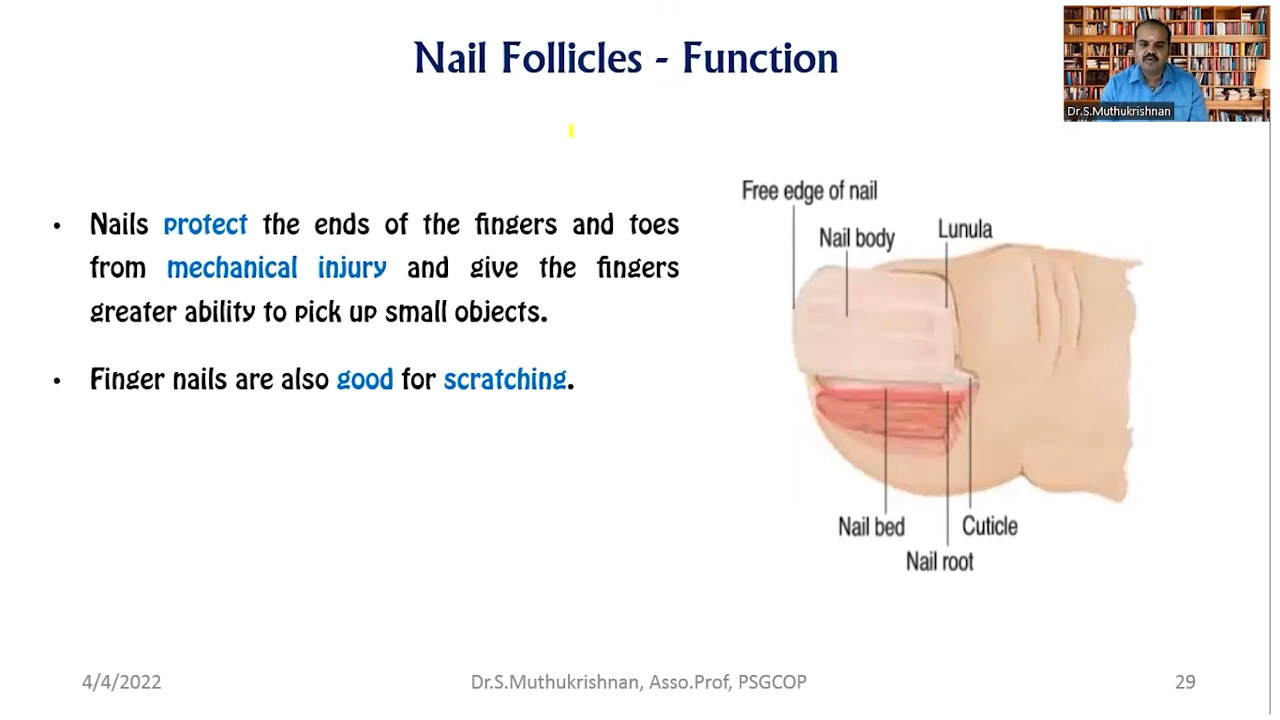 Nail Follicles - Function
Dr.S.Muthukrishnan
• Nails protect the ends of the fingers and toes
from mechanical injury and give the fingers
greater ability to pick up small objects.
• Finger nails are also good for scratching.
Free edge of nail
Nail body
Lunula
Nail bed
Cuticle
Nail root
4/4/2022
Dr.S.Muthukrishnan, Asso.Prof, PSGCOP
29